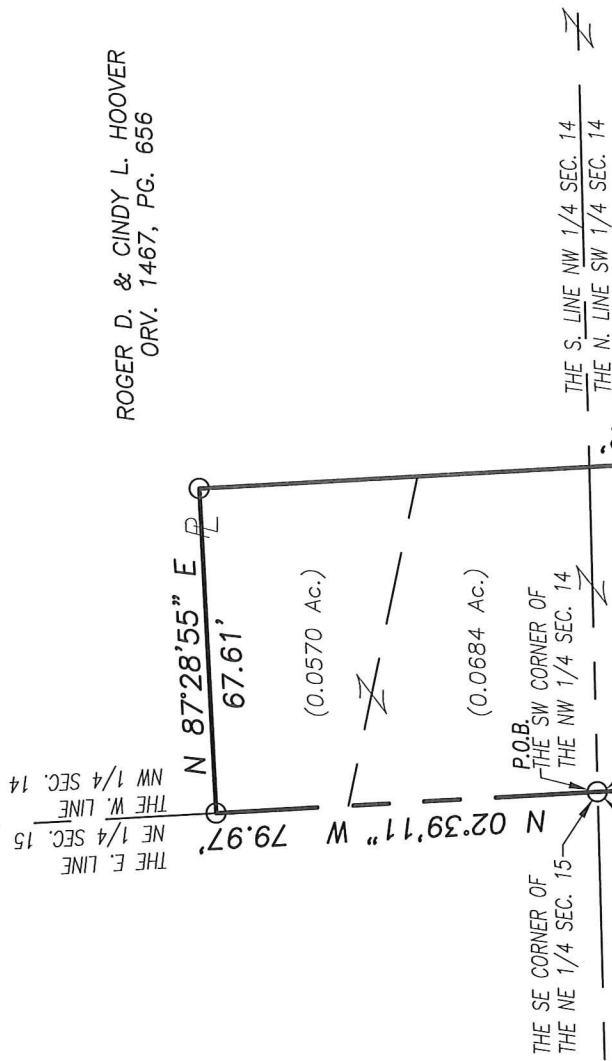 ROGER D. & CINDY L. HOOVER
ORV. 1467, PG. 656
THE E. LINE
NE 1/4 SEC. 15
THE W. LINE
NW 1/4 SEC. 14
N 87°28'55" E
67.61'
(0.0570 Ac.)
N 02°39'11" W 79.97'
(0.0684 Ac.)
THE S. LINE NW 1/4 SEC. 14
THE N. LINE SW 1/4 SEC. 14
P.O.B.
THE SW CORNER OF
THE NW 1/4 SEC. 14
THE SE CORNER OF
THE NE 1/4 SEC. 15